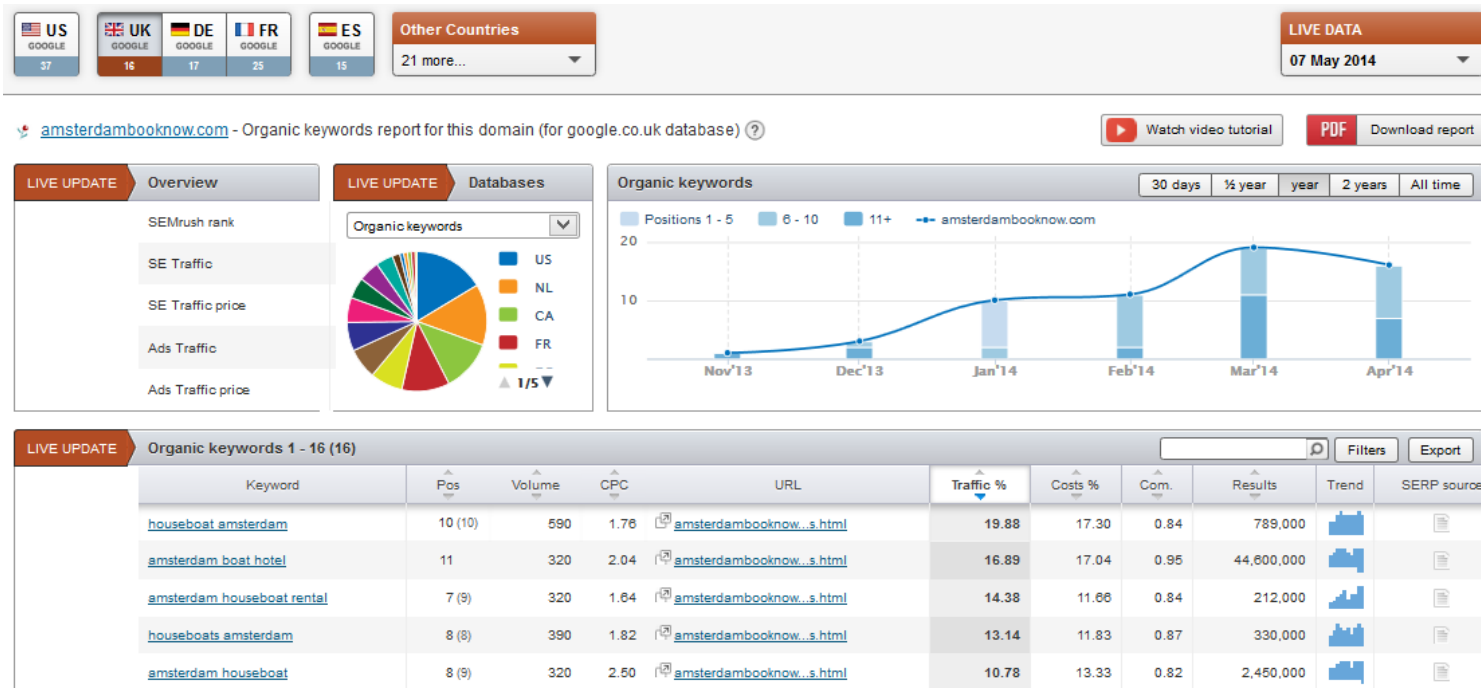 US UK DE FR ES Other Countries LIVE DATA
GOOGLE GOOGLE GOOGLE GOOGLE GOOGLE 21 more... 07 May 2014
37 16 17 25 15
amsterdambooknow.com - Organic keywords report for this domain (for google.co.uk database) ? Watch video tutorial PDF Download report
LIVE UPDATE Overview
SEMrush rank
SE Traffic
SE Traffic price
Ads Traffic
Ads Traffic price
LIVE UPDATE Databases
Organic keywords
US
NL
CA
FR
1/5
Organic keywords 30 days ½ year year 2 years All time
Positions 1 - 5 6 - 10 11+ amsterdambooknow.com
20
10
Nov'13 Dec'13 Jan'14 Feb'14 Mar'14 Apr'14
LIVE UPDATE Organic keywords 1 - 16 (16) Filters Export
Keyword Pos Volume CPC URL Traffic % Costs % Com. Results Trend SERP source
houseboat amsterdam 10 (10) 590 1.76 amsterdambooknow...s.html 19.88 17.30 0.84 789,000
amsterdam boat hotel 11 320 2.04 amsterdambooknow...s.html 16.89 17.04 0.95 44,600,000
amsterdam houseboat rental 7 (9) 320 1.64 amsterdambooknow...s.html 14.38 11.66 0.84 212,000
houseboats amsterdam 8 (8) 390 1.82 amsterdambooknow...s.html 13.14 11.83 0.87 330,000
amsterdam houseboat 8 (9) 320 2.50 amsterdambooknow...s.html 10.78 13.33 0.82 2,450,000